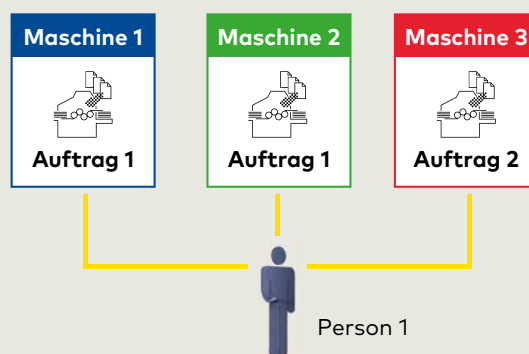 Maschine 1
Maschine 2
Maschine 3
Auftrag 1
Auftrag 1
Auftrag 2
Person 1